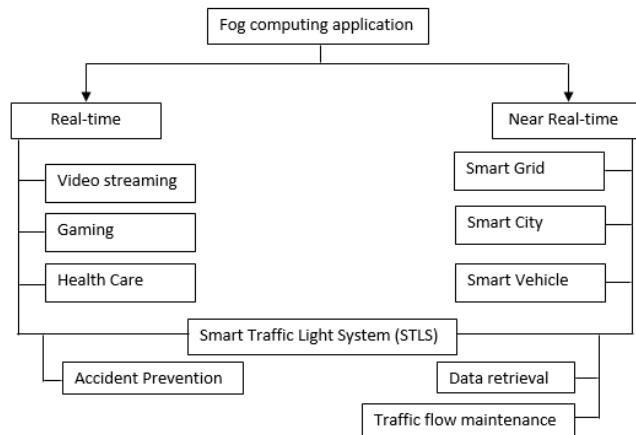 Fog computing application
Real-time
Near Real-time
Video streaming
Smart Grid
Gaming
Smart City
Health Care
Smart Vehicle
Smart Traffic Light System (STLS)
Accident Prevention
Data retrieval
Traffic flow maintenance